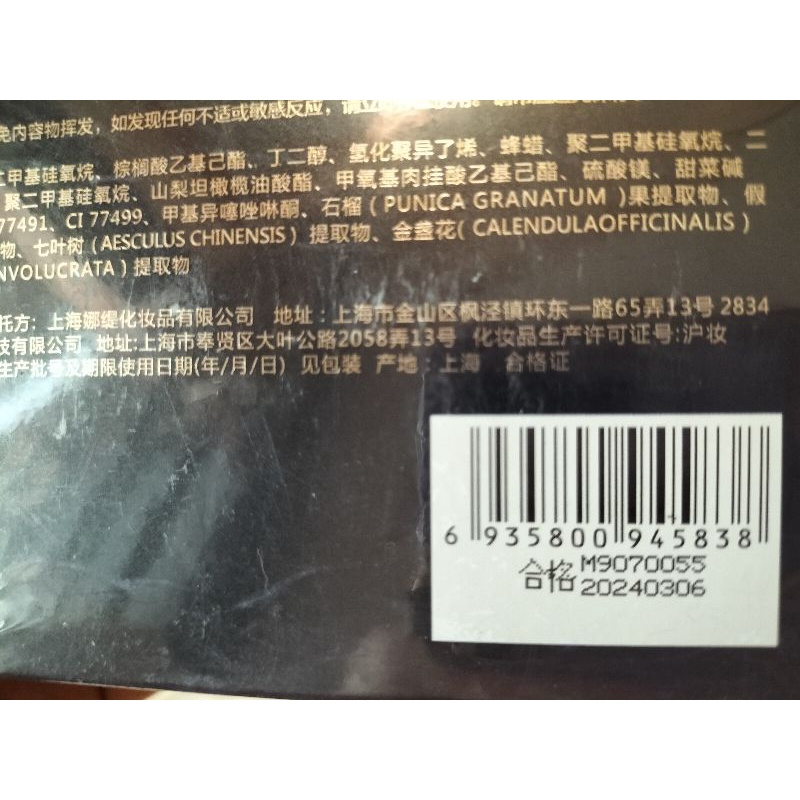 免内容物挥发，如发现任何不适或敏感反应，请立
甲基硅氧烷、棕榈酸乙基己酯、丁二醇、氢化聚异丁烯、蜂蜡、聚二甲基硅氧烷、二
聚二甲基硅氧烷、山梨坦橄榄油酸酯、甲氧基肉桂酸乙基己酯、硫酸镁、甜菜碱
77491、CI 77499、甲基异噻唑啉酮、石榴（PUNICA GRANATUM）果提取物、假
物、七叶树（AESCULUS CHINENSIS）提取物、金盏花（CALENDULAOFFICINALIS）
NVOLUCRATA）提取物
托方: 上海娜缇化妆品有限公司 地址：上海市金山区枫泾镇环东一路65弄13号 2834
技有限公司 地址:上海市奉贤区大叶公路2058弄13号 化妆品生产许可证号:沪妆
生产批号及期限使用日期(年/月/日) 见包装 产地：上海 合格证
6 935800 945838
合格 M9070055
20240306